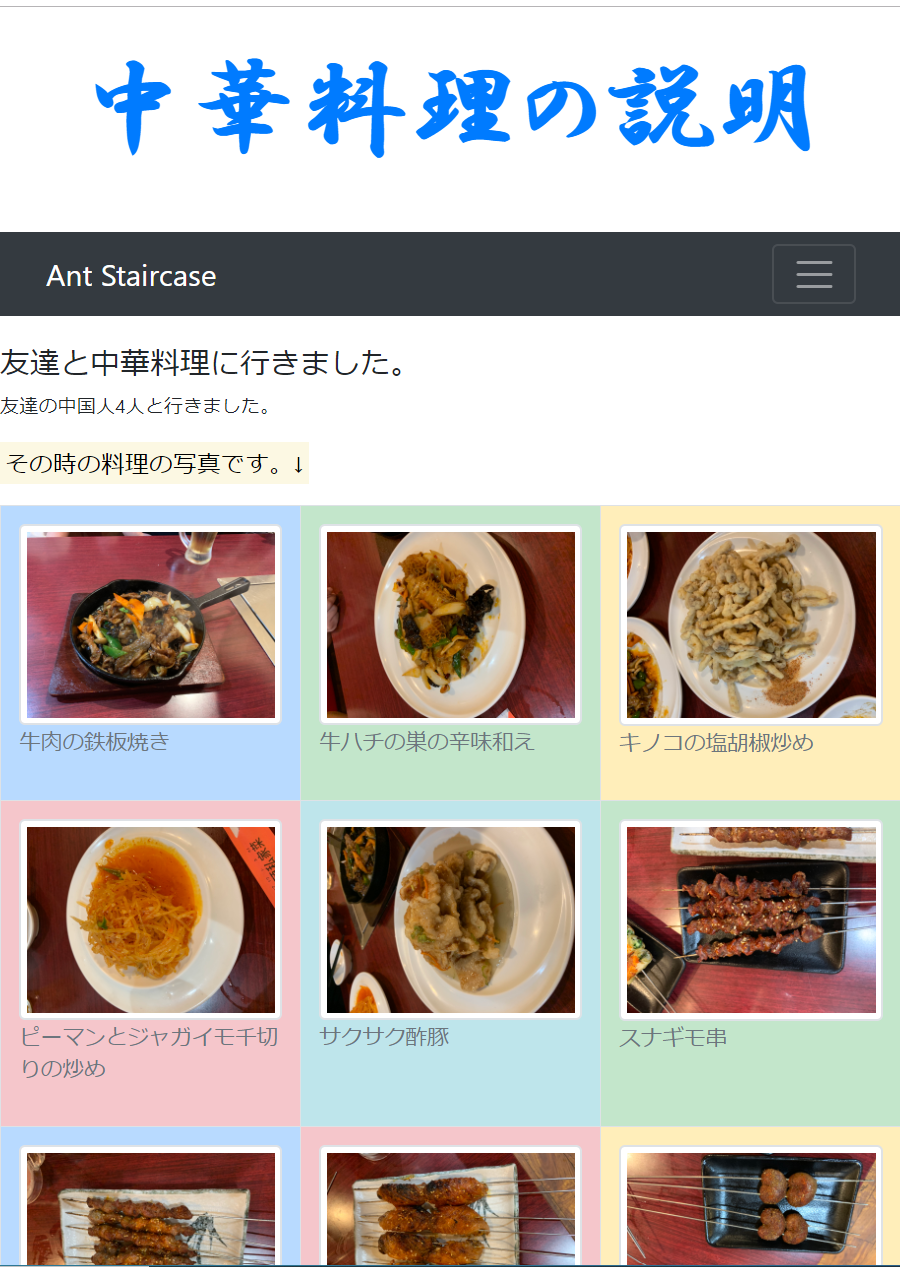 中華料理の説明
Ant Staircase
友達と中華料理に行きました。
友達の中国人4人と行きました。
その時の料理の写真です。↓
牛肉の鉄板焼き
牛ハチの巣の辛味和え
キノコの塩胡椒炒め
ピーマンとジャガイモ千切
りの炒め
サクサク酢豚
スナギモ串